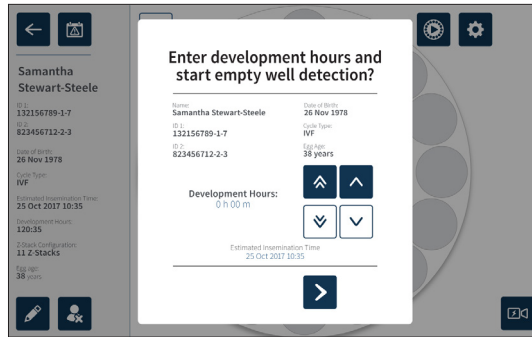 Samantha
Stewart-Steele
ID 1:
132156789-1-7
ID 2:
823456712-2-3
Date of Birth:
26 Nov 1978
Cycle Type:
IVF
Estimated Insemination Time:
25 Oct 2017 10:35
Development Hours:
120:35
Z-Stack Configuration:
11 Z-Stacks
Egg Age:
38 years
Enter development hours and
start empty well detection?
Name:
Samantha Stewart-Steele
Date of Birth:
26 Nov 1978
ID 1:
132156789-1-7
Cycle Type:
IVF
ID 2:
823456712-2-3
Egg Age:
38 years
Development Hours:
0 h 00 m
Estimated Insemination Time
25 Oct 2017 10:35